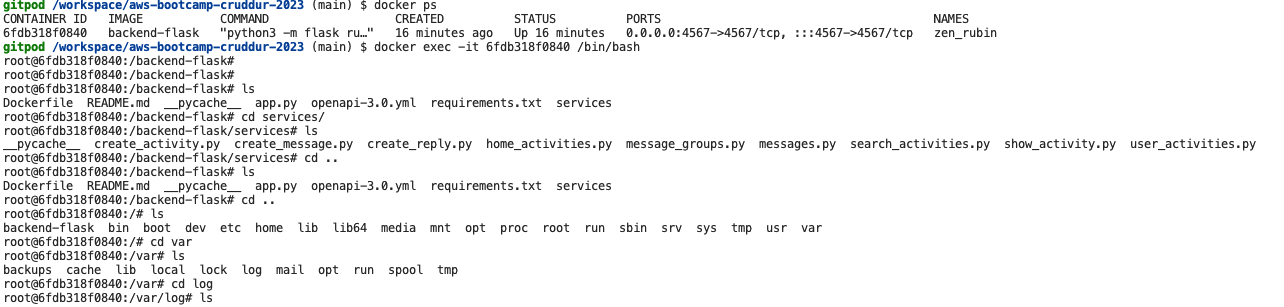 gitpod /workspace/aws-bootcamp-cruddur-2023 (main) $ docker ps
CONTAINER ID   IMAGE           COMMAND                  CREATED          STATUS          PORTS                                       NAMES
6fdb318f0840   backend-flask   "python3 -m flask ru…"   16 minutes ago   Up 16 minutes   0.0.0.0:4567->4567/tcp, :::4567->4567/tcp   zen_rubin
gitpod /workspace/aws-bootcamp-cruddur-2023 (main) $ docker exec -it 6fdb318f0840 /bin/bash
root@6fdb318f0840:/backend-flask#
root@6fdb318f0840:/backend-flask#
root@6fdb318f0840:/backend-flask# ls
Dockerfile  README.md  __pycache__  app.py  openapi-3.0.yml  requirements.txt  services
root@6fdb318f0840:/backend-flask# cd services/
root@6fdb318f0840:/backend-flask/services# ls
__pycache__  create_activity.py  create_message.py  create_reply.py  home_activities.py  message_groups.py  messages.py  search_activities.py  show_activity.py  user_activities.py
root@6fdb318f0840:/backend-flask/services# cd ..
root@6fdb318f0840:/backend-flask# ls
Dockerfile  README.md  __pycache__  app.py  openapi-3.0.yml  requirements.txt  services
root@6fdb318f0840:/backend-flask# cd ..
root@6fdb318f0840:/# ls
backend-flask  bin  boot  dev  etc  home  lib  lib64  media  mnt  opt  proc  root  run  sbin  srv  sys  tmp  usr  var
root@6fdb318f0840:/# cd var
root@6fdb318f0840:/var# ls
backups  cache  lib  local  lock  log  mail  opt  run  spool  tmp
root@6fdb318f0840:/var# cd log
root@6fdb318f0840:/var/log# ls